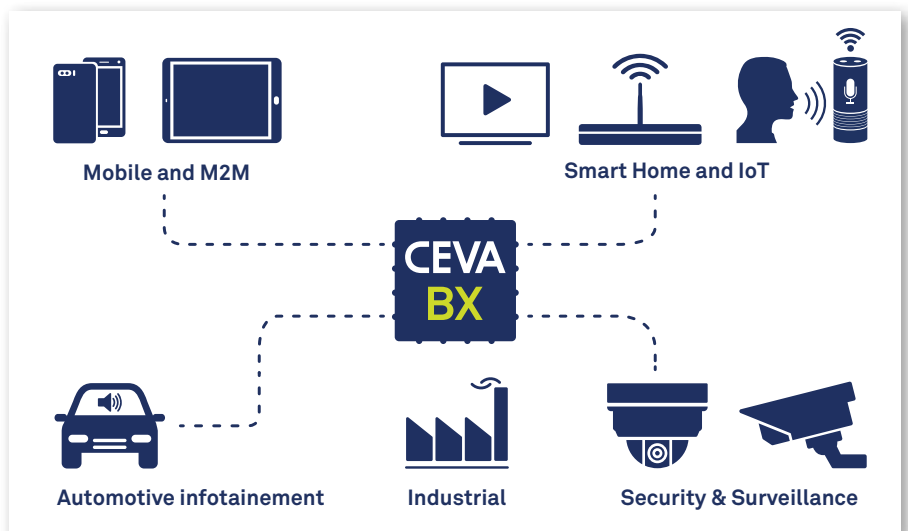 Mobile and M2M
Smart Home and IoT
CEVA
BX
Automotive infotainement
Industrial
Security & Surveillance